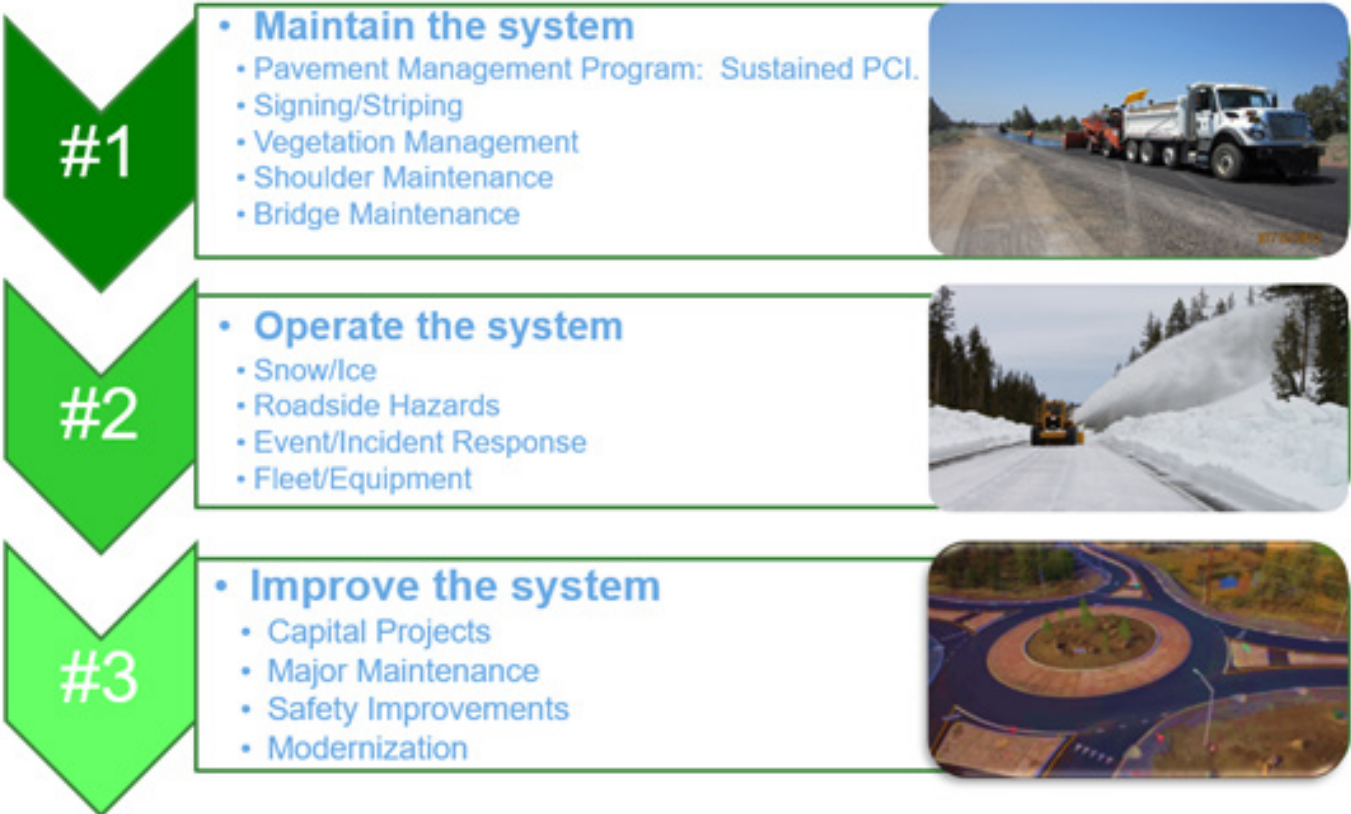 #1
• Maintain the system
• Pavement Management Program: Sustained PCI.
• Signing/Striping
• Vegetation Management
• Shoulder Maintenance
• Bridge Maintenance
#2
• Operate the system
• Snow/Ice
• Roadside Hazards
• Event/Incident Response
• Fleet/Equipment
#3
• Improve the system
• Capital Projects
• Major Maintenance
• Safety Improvements
• Modernization